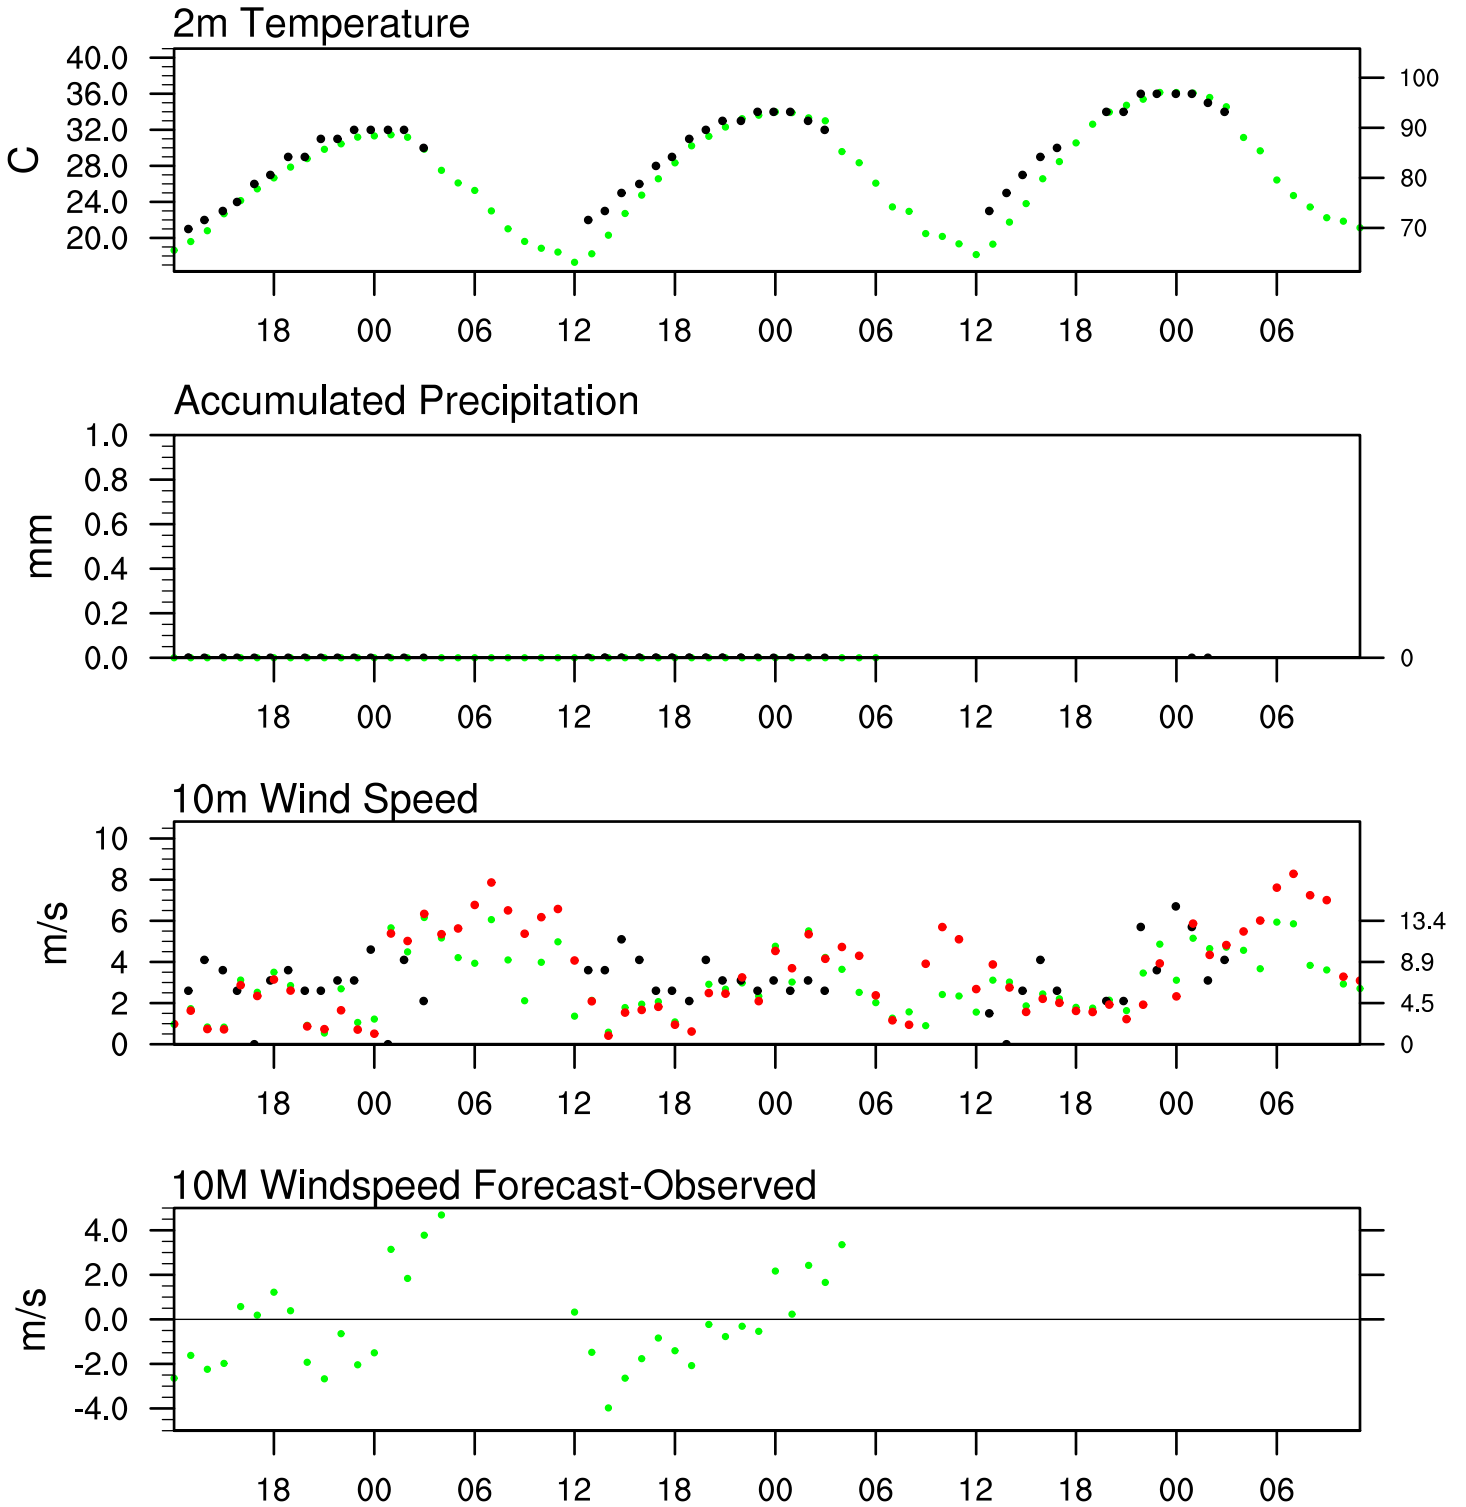 2m Temperature
40.0
36.0
32.0
28.0
24.0
20.0
C
100
90
80
70
18 00 06 12 18 00 06 12 18 00 06
Accumulated Precipitation
1.0
0.8
0.6
0.4
0.2
0.0
mm
0
18 00 06 12 18 00 06 12 18 00 06
10m Wind Speed
10
8
6
4
2
0
m/s
13.4
8.9
4.5
0
18 00 06 12 18 00 06 12 18 00 06
10M Windspeed Forecast-Observed
4.0
2.0
0.0
-2.0
-4.0
m/s
18 00 06 12 18 00 06 12 18 00 06